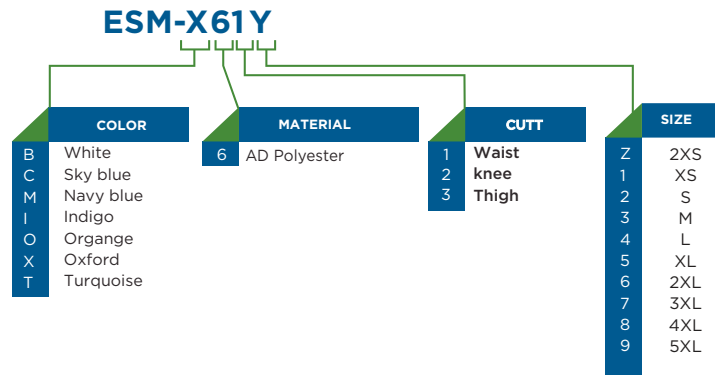 ESM-X61Y
COLOR
B White
C Sky blue
M Navy blue
I Indigo
O Organge
X Oxford
T Turquoise
MATERIAL
6 AD Polyester
CUTT
1 Waist
2 knee
3 Thigh
SIZE
Z 2XS
1 XS
2 S
3 M
4 L
5 XL
6 2XL
7 3XL
8 4XL
9 5XL